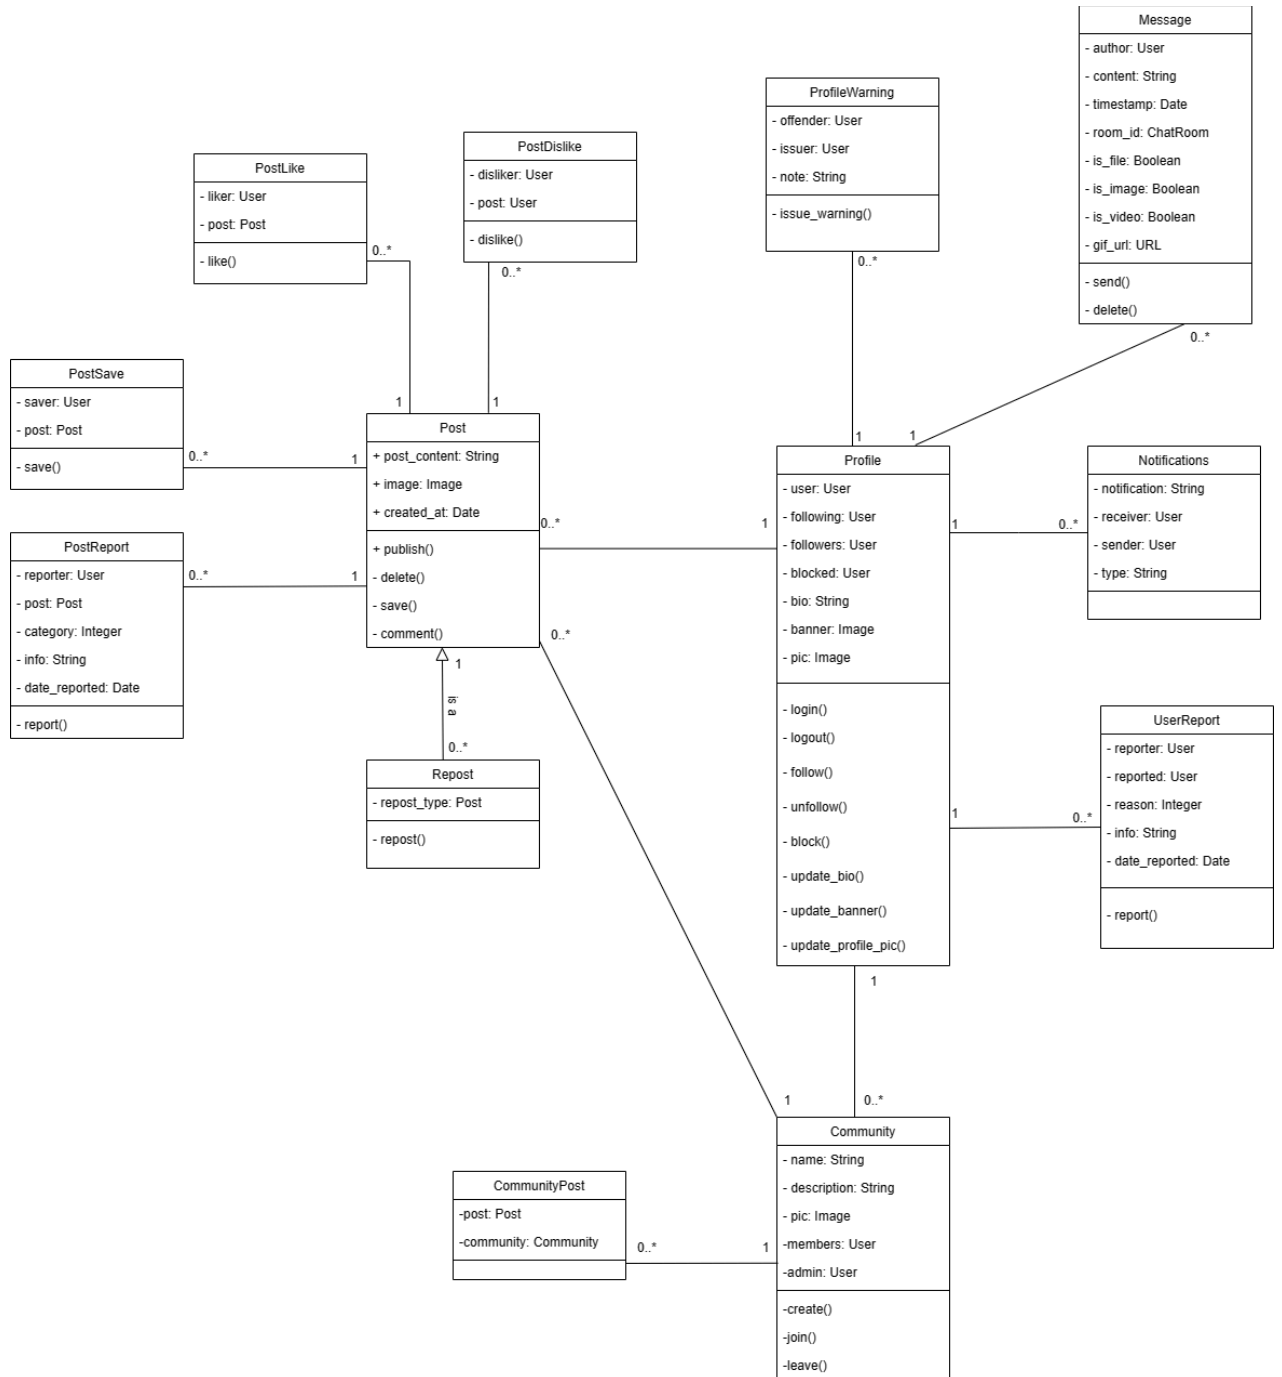 Message
- author: User
- content: String
- timestamp: Date
- room_id: ChatRoom
- is_file: Boolean
- is_image: Boolean
- is_video: Boolean
- gif_url: URL
- send()
- delete()
0..*
ProfileWarning
- offender: User
- issuer: User
- note: String
- issue_warning()
0..*
1
1
PostDislike
- disliker: User
- post: User
- dislike()
0..*
1
PostLike
- liker: User
- post: Post
- like()
0..*
1
PostSave
- saver: User
- post: Post
- save()
0..*
1
Post
+ post_content: String
+ image: Image
+ created_at: Date
+ publish()
- delete()
- save()
- comment()
0..*
1
0..*
PostReport
- reporter: User
- post: Post
- category: Integer
- info: String
- date_reported: Date
- report()
0..*
1
1
is a
0..*
Repost
- repost_type: Post
- repost()
Profile
- user: User
- following: User
- followers: User
- blocked: User
- bio: String
- banner: Image
- pic: Image
- login()
- logout()
- follow()
- unfollow()
- block()
- update_bio()
- update_banner()
- update_profile_pic()
1
0..*
Notifications
- notification: String
- receiver: User
- sender: User
- type: String
1
0..*
UserReport
- reporter: User
- reported: User
- reason: Integer
- info: String
- date_reported: Date
- report()
1
1
0..*
Community
- name: String
- description: String
- pic: Image
-members: User
-admin: User
-create()
-join()
-leave()
CommunityPost
-post: Post
-community: Community
0..*
1